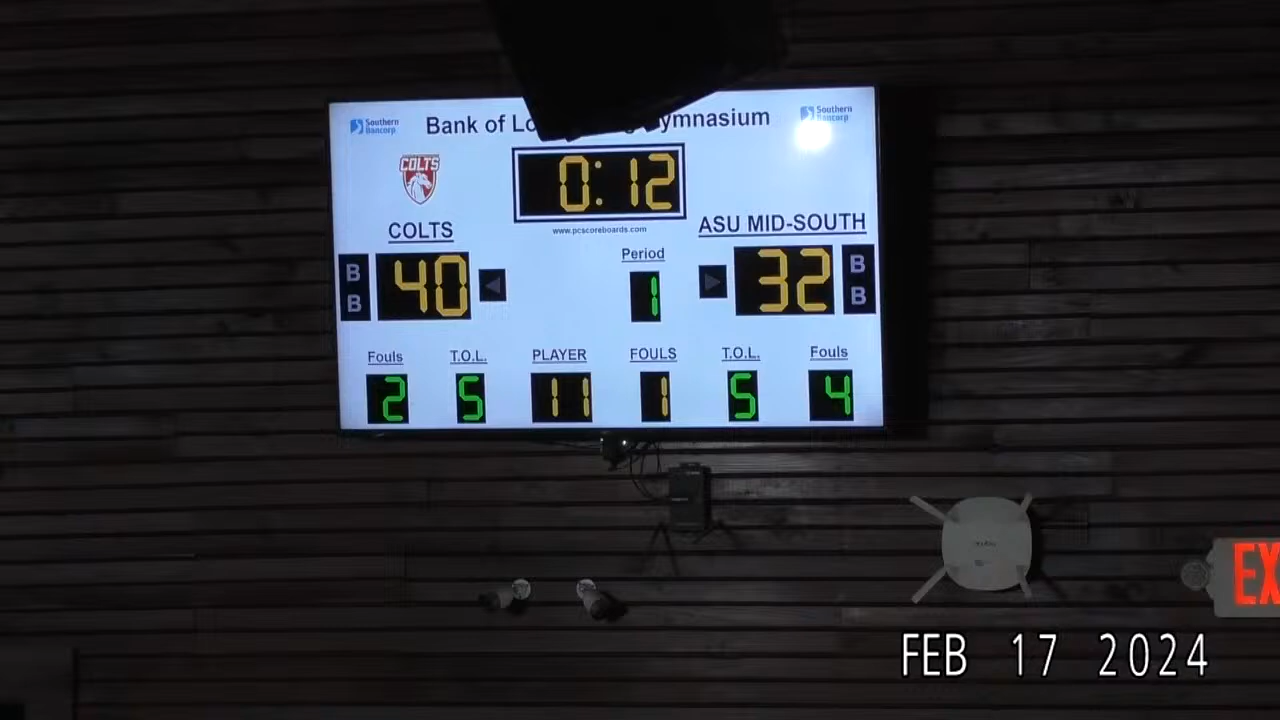 Southern Bancorp
Bank of Lo ymnasium
Southern Bancorp
COLTS
0:12
www.pcscoreboards.com
COLTS
ASU MID-SOUTH
Period
B
B
40
1
32
B
B
Fouls
T.O.L.
PLAYER
FOULS
T.O.L.
Fouls
2
5
11
1
5
4
EX
FEB 17 2024